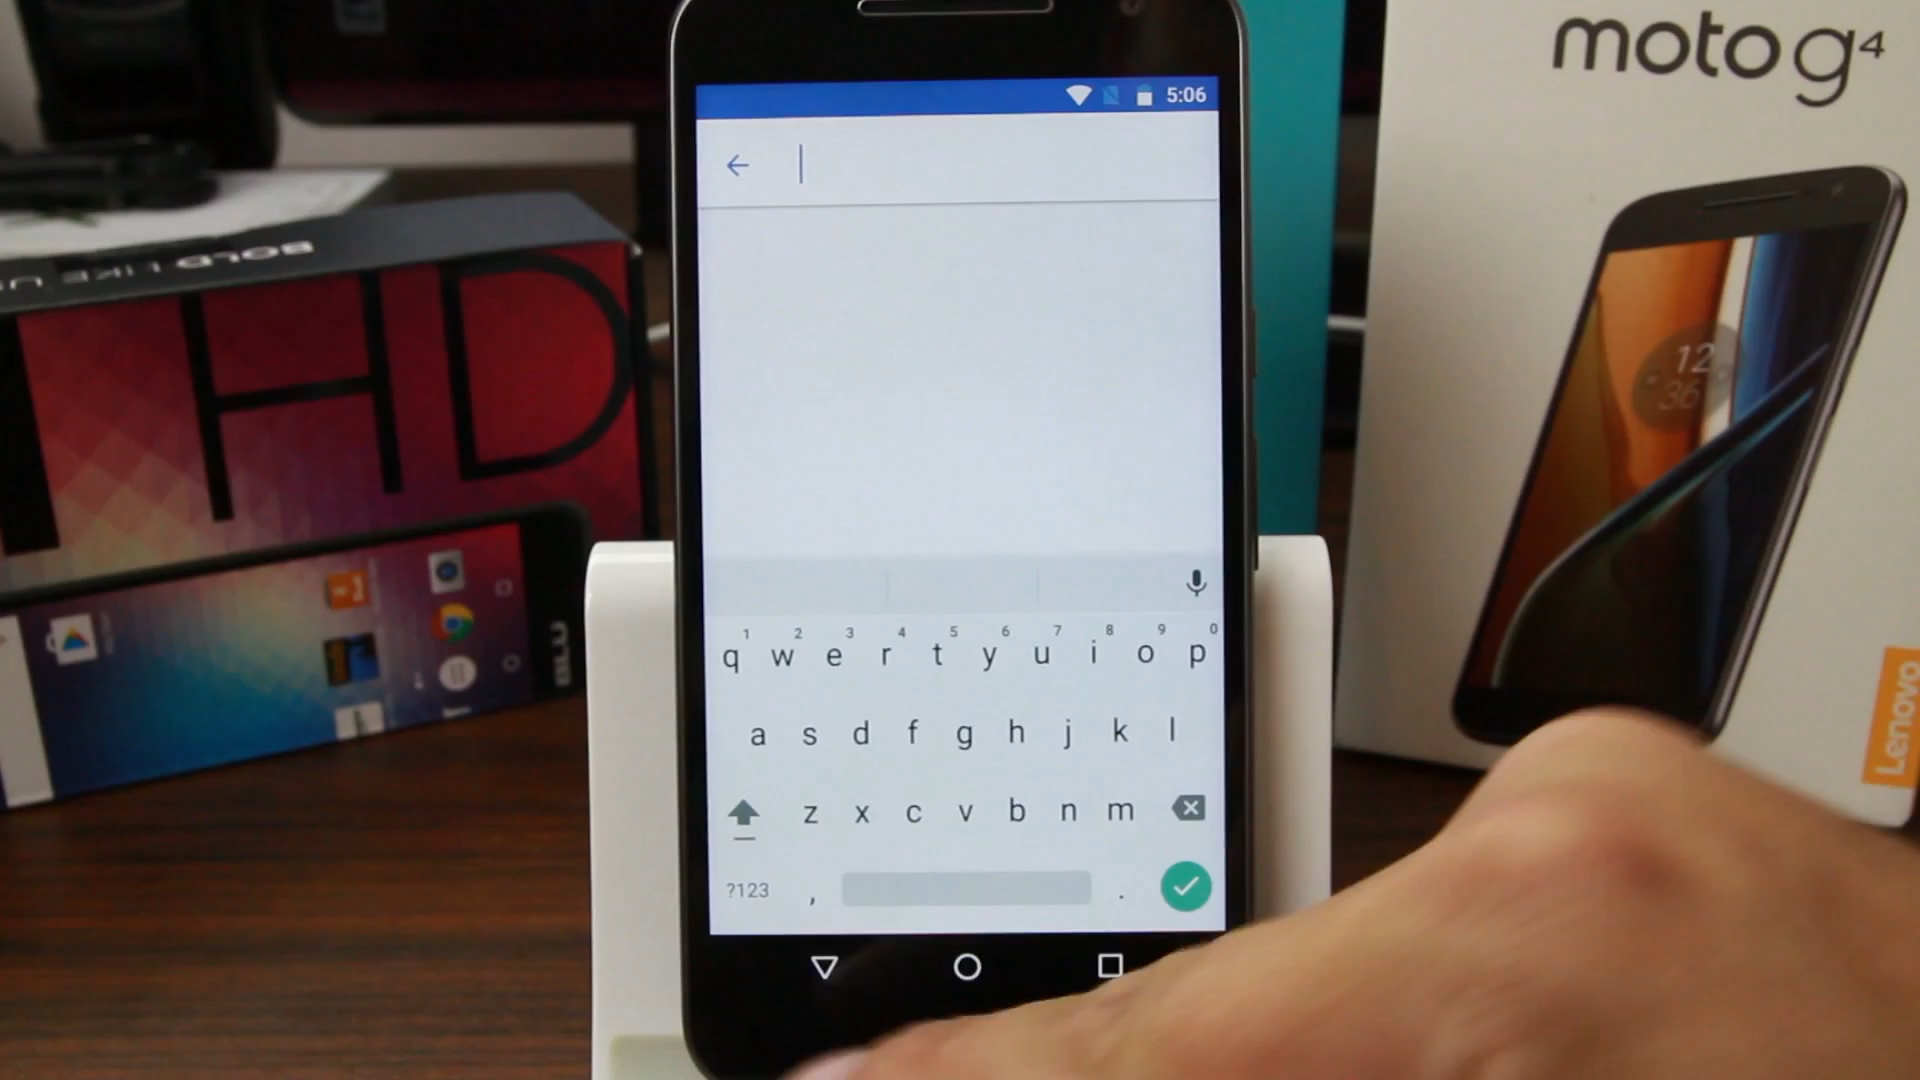 moto g4
5:06
BOLD LIKE US
HD
12
36
1 2 3 4 5 6 7 8 9 0
q w e r t y u i o p
a s d f g h j k l
z x c v b n m
?123 , .
BLU
Lenovo